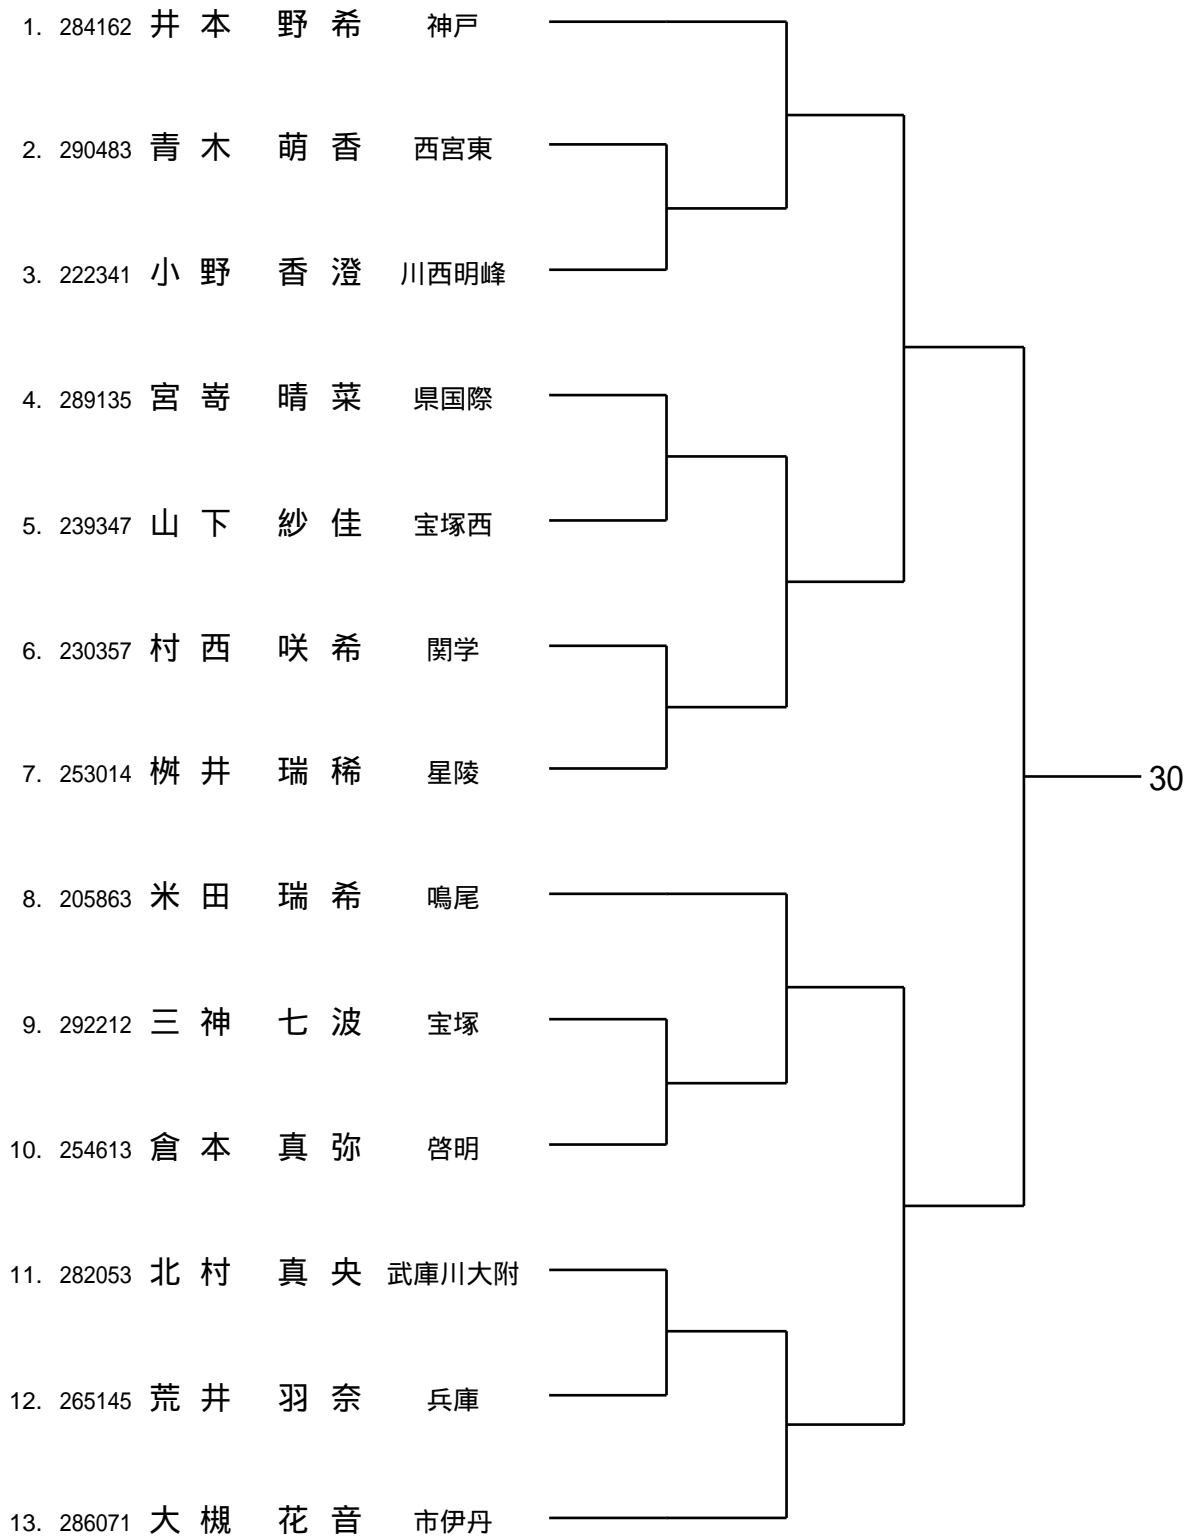 1. 284162 井本 野希 神戸
2. 290483 青木 萌香 西宮東
3. 222341 小野 香澄 川西明峰
4. 289135 宮嵜 晴菜 県国際
5. 239347 山下 紗佳 宝塚西
6. 230357 村西 咲希 関学
7. 253014 桝井 瑞稀 星陵
30
8. 205863 米田 瑞希 鳴尾
9. 292212 三神 七波 宝塚
10. 254613 倉本 真弥 啓明
11. 282053 北村 真央 武庫川大附
12. 265145 荒井 羽奈 兵庫
13. 286071 大槻 花音 市伊丹